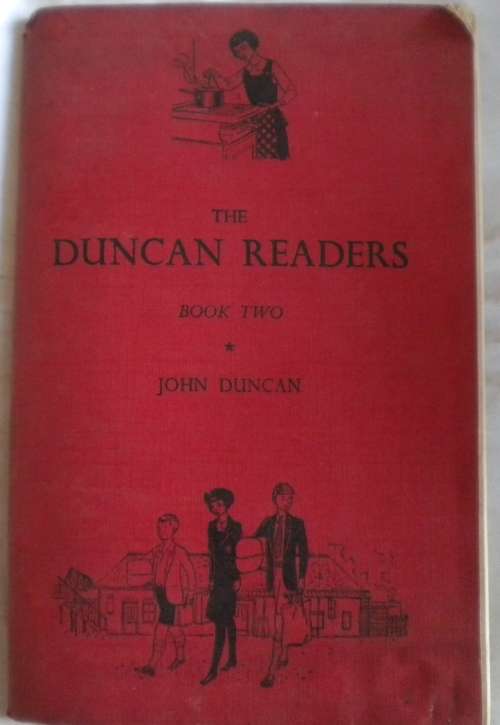 THE
DUNCAN READERS
BOOK TWO
★
JOHN DUNCAN